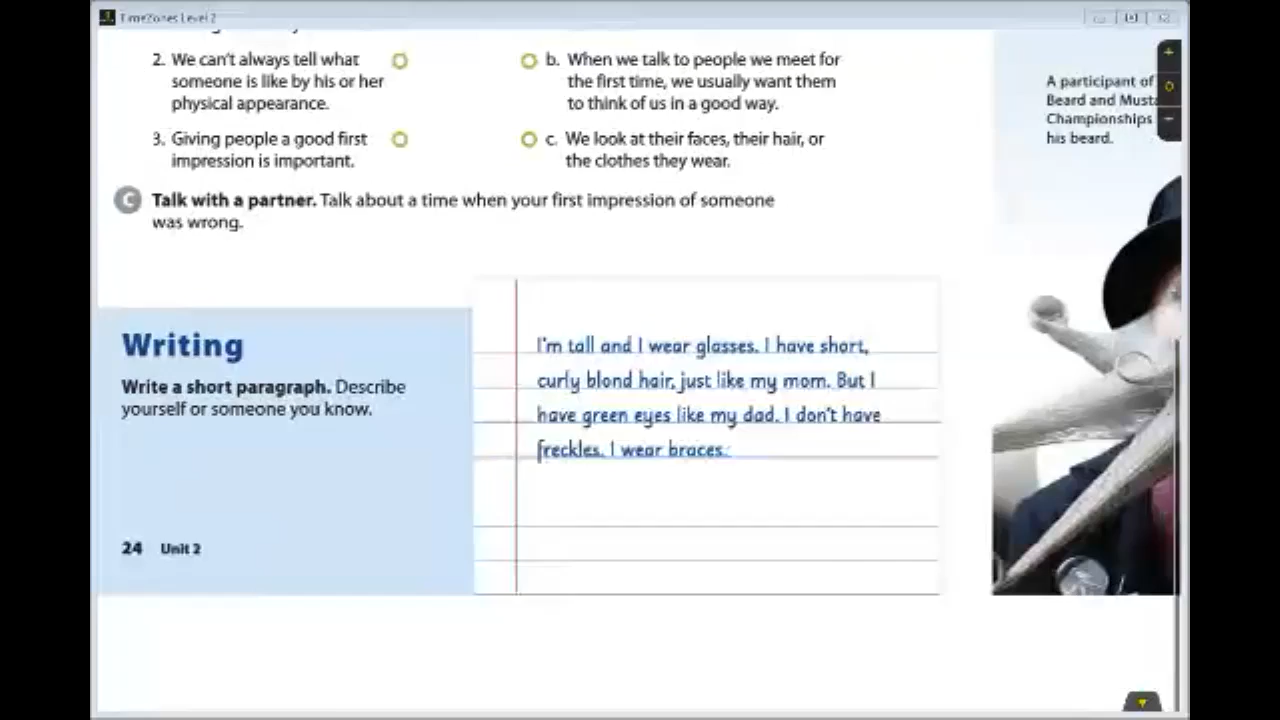 TimeZones Level 2
2. We can't always tell what
someone is like by his or her
physical appearance.
b. When we talk to people we meet for
the first time, we usually want them
to think of us in a good way.
3. Giving people a good first
impression is important.
c. We look at their faces, their hair, or
the clothes they wear.
C Talk with a partner. Talk about a time when your first impression of someone
was wrong.
A participant of
Beard and Musta
Championships
his beard.
Writing
Write a short paragraph. Describe
yourself or someone you know.
24 Unit 2
I'm tall and I wear glasses. I have short,
curly blond hair, just like my mom. But I
have green eyes like my dad. I don't have
freckles. I wear braces.